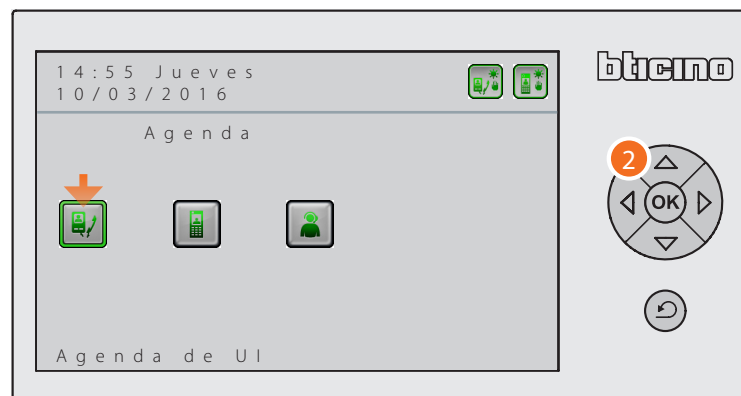 14:55 Jueves
10/03/2016
bticino
Agenda
2
OK
Agenda de UI